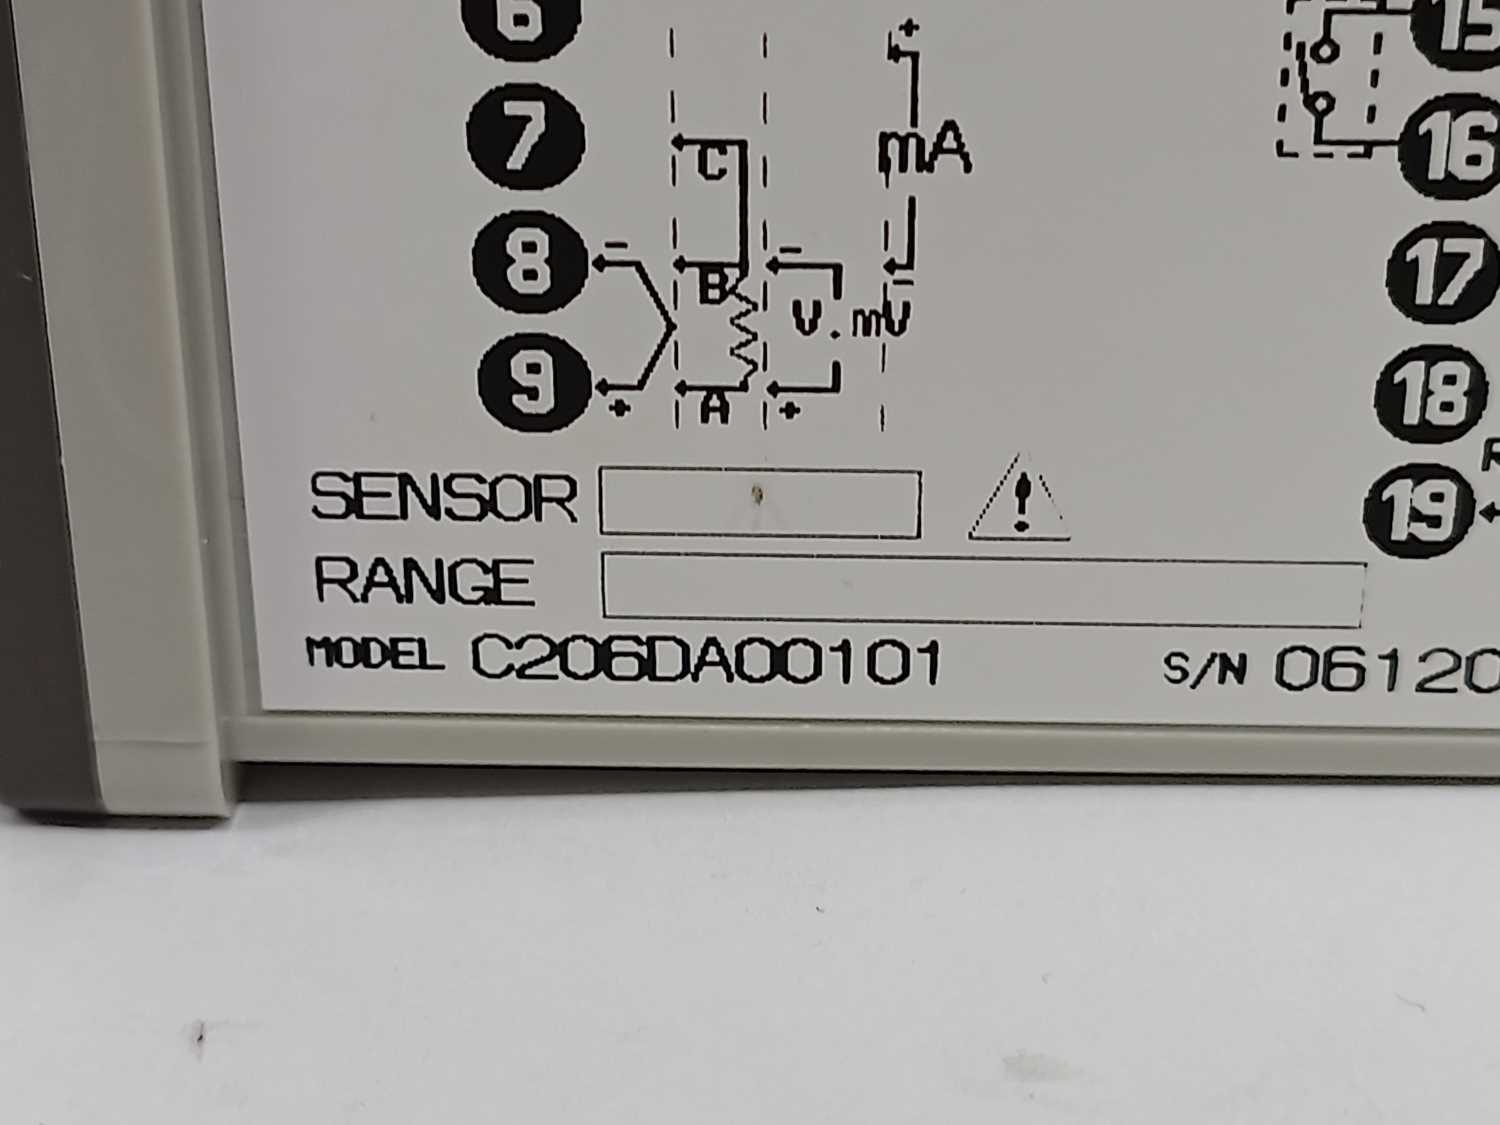 6
15
+
7
C
mA
16
8
-
B
-
-
17
V.mV
9
+
A
+
18
SENSOR
!
R
19
RANGE
MODEL C206DA00101
S/N 06120